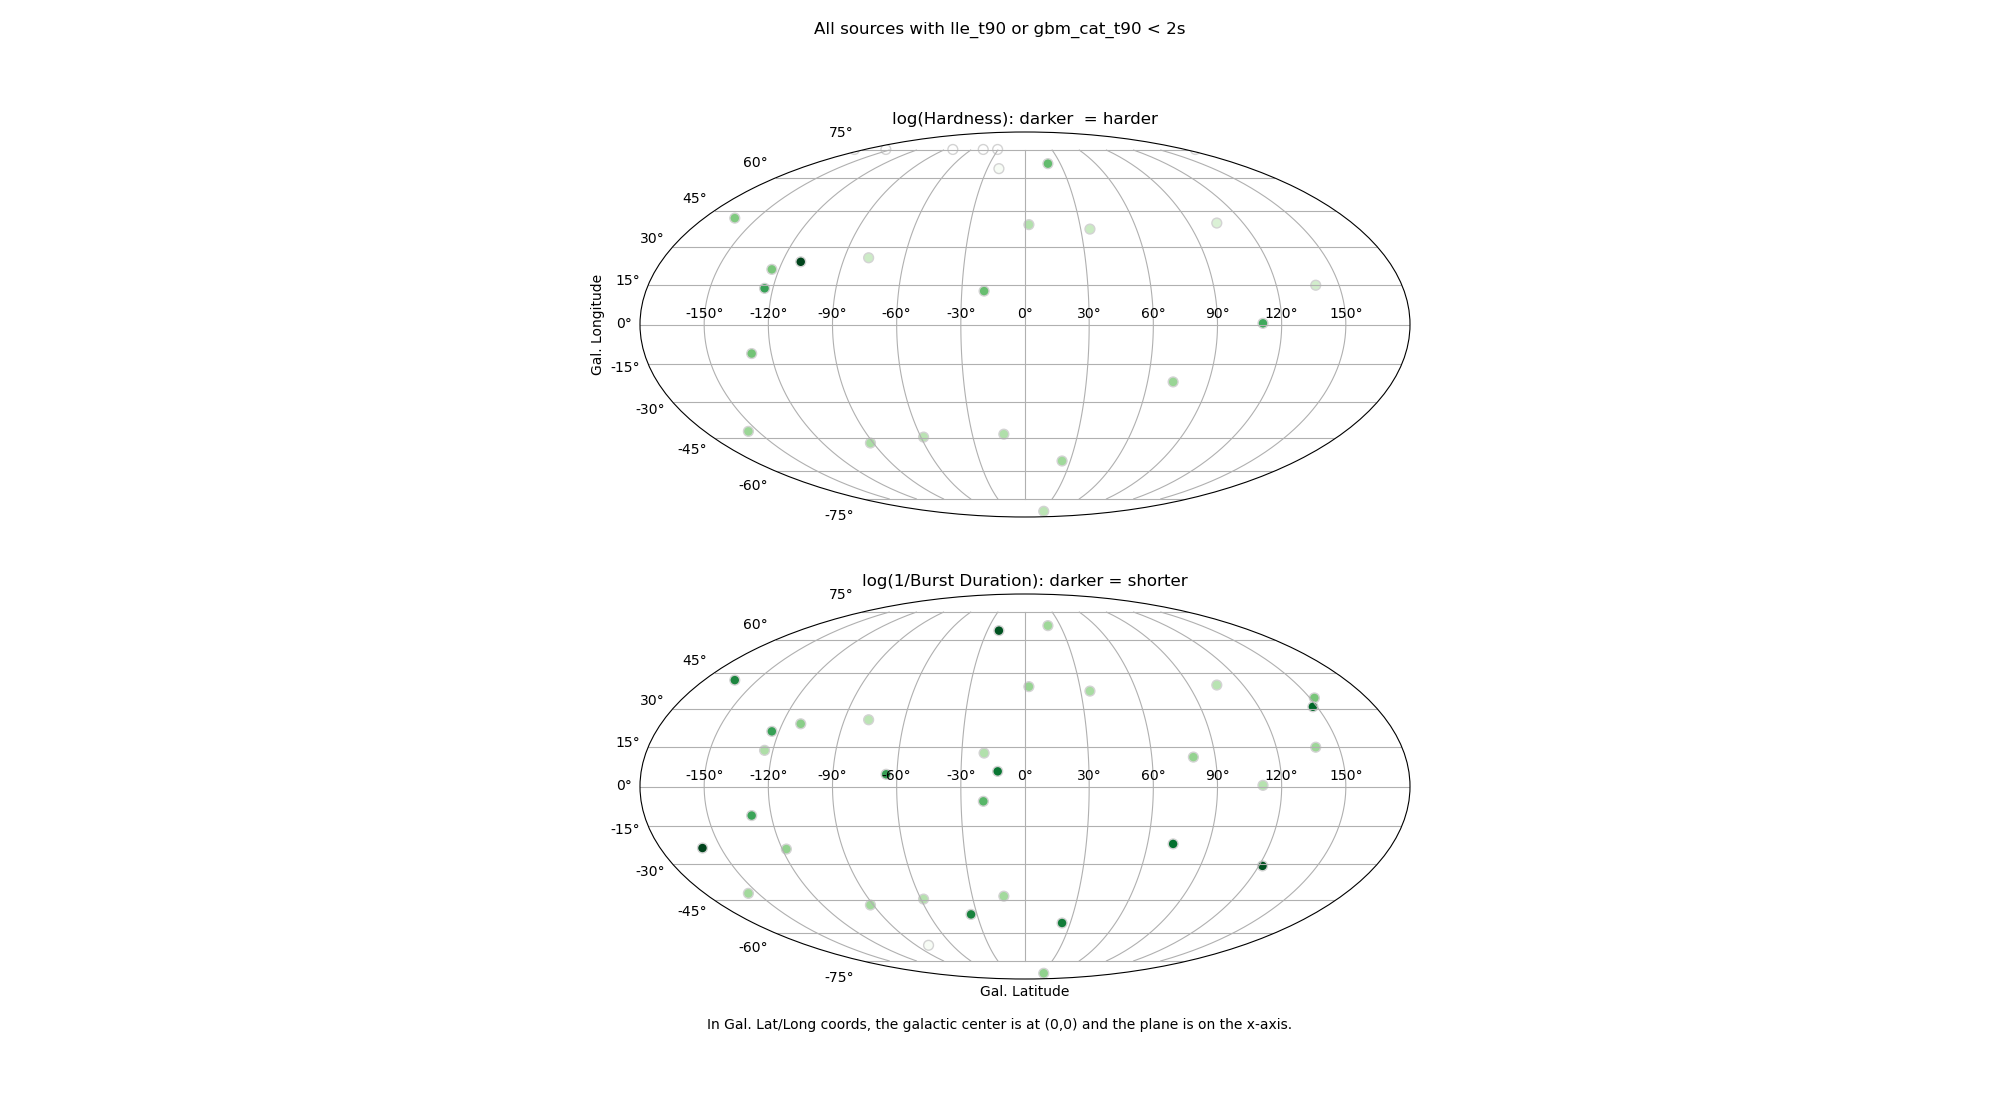 All sources with lle_t90 or gbm_cat_t90 < 2s
log(Hardness): darker  = harder
75°
60°
45°
30°
15°
-150° -120° -90° -60° -30° 0° 30° 60° 90° 120° 150°
0°
Gal. Longitude
-15°
-30°
-45°
-60°
-75°
log(1/Burst Duration): darker = shorter
75°
60°
45°
30°
15°
-150° -120° -90° -60° -30° 0° 30° 60° 90° 120° 150°
0°
-15°
-30°
-45°
-60°
-75°
Gal. Latitude
In Gal. Lat/Long coords, the galactic center is at (0,0) and the plane is on the x-axis.